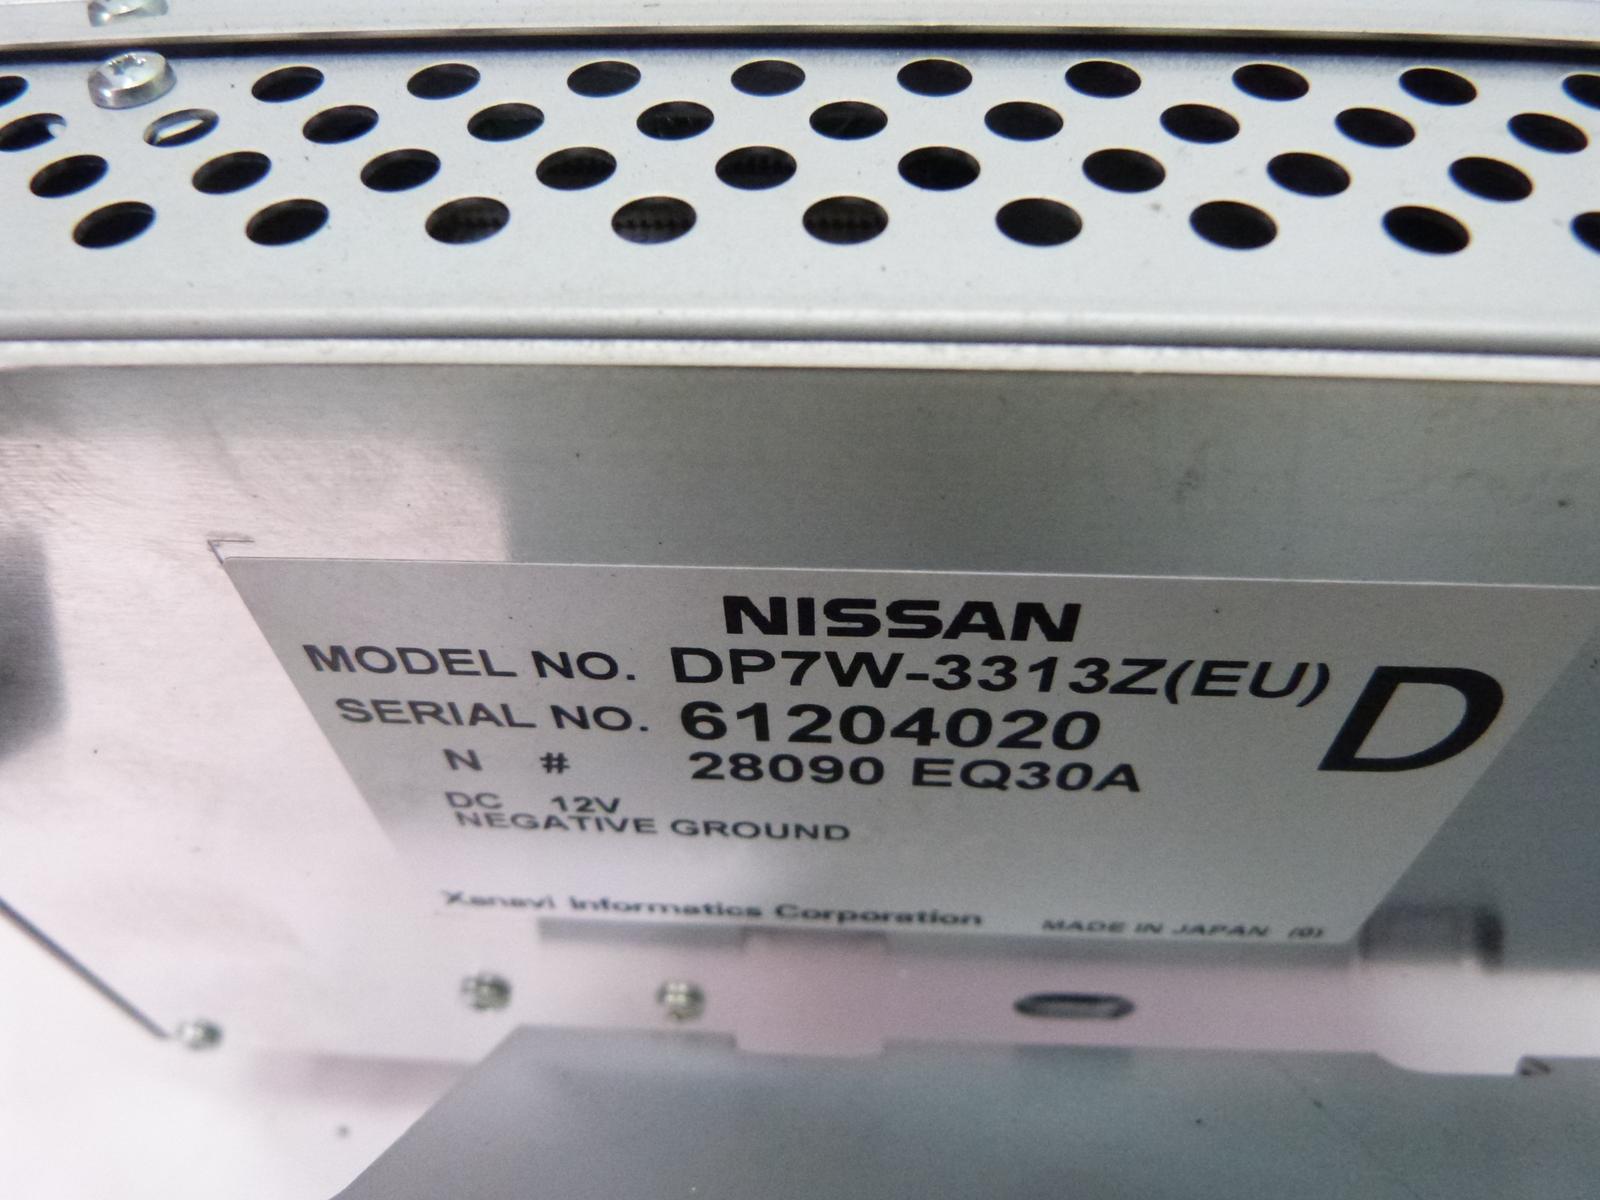 NISSAN
MODEL NO. DP7W-3313Z(EU) D
SERIAL NO. 61204020
N # 28090 EQ30A
DC 12V
NEGATIVE GROUND
Xanavi Informatics Corporation MADE IN JAPAN (0)